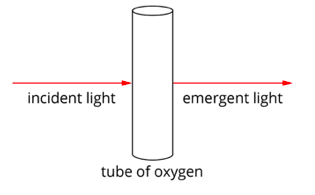 incident light
emergent light
tube of oxygen